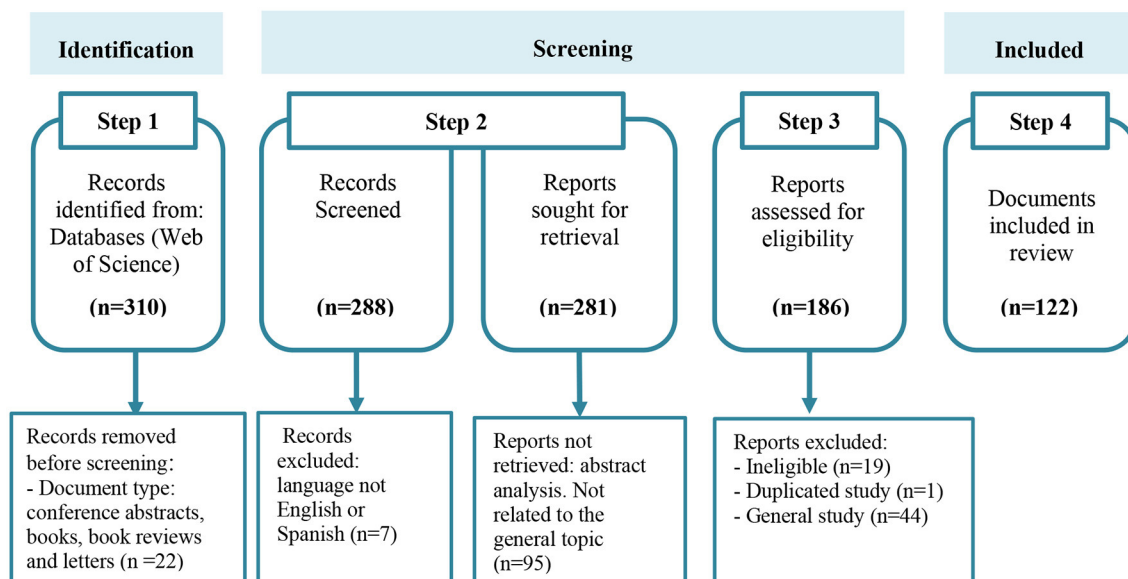 Identification
Screening
Included
Step 1
Step 2
Step 3
Step 4
Records
identified from:
Databases (Web
of Science)
(n=310)
Records
Screened
(n=288)
Reports
sought for
retrieval
(n=281)
Reports
assessed for
eligibility
(n=186)
Documents
included in
review
(n=122)
Records removed
before screening:
- Document type:
conference abstracts,
books, book reviews
and letters (n =22)
Records
excluded:
language not
English or
Spanish (n=7)
Reports not
retrieved: abstract
analysis. Not
related to the
general topic
(n=95)
Reports excluded:
- Ineligible (n=19)
- Duplicated study (n=1)
- General study (n=44)